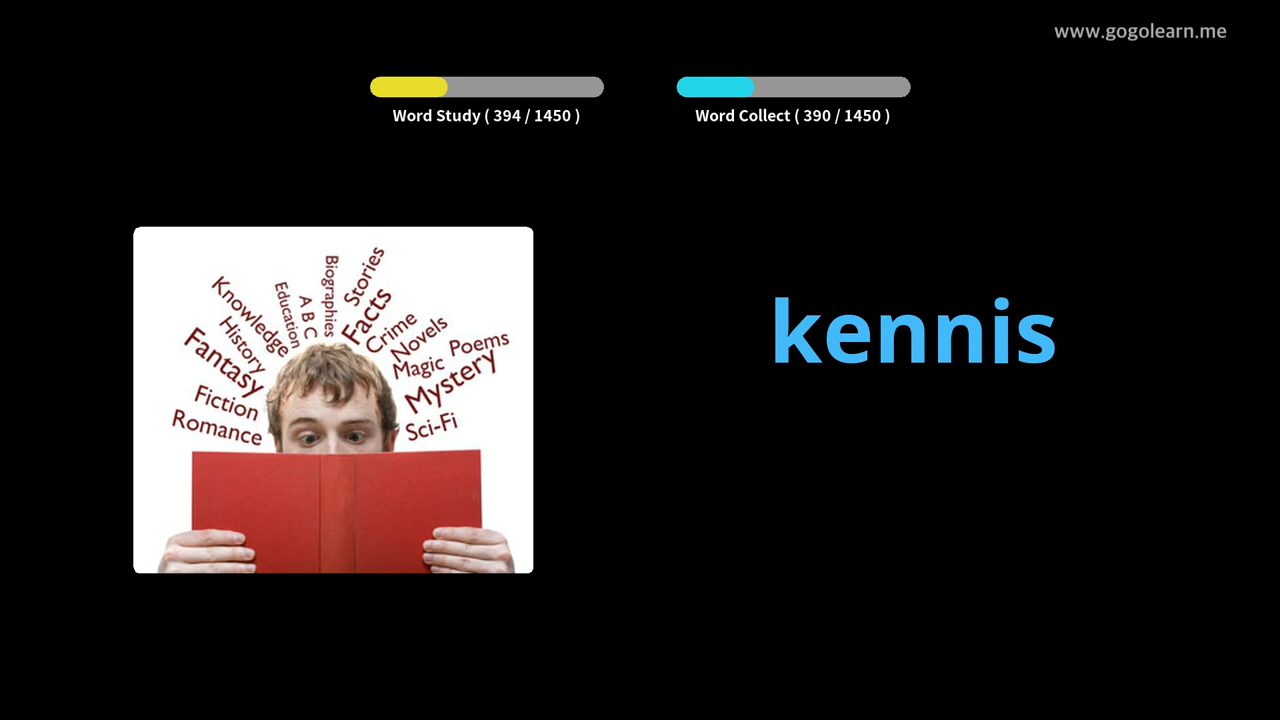 www.gogolearn.me
Word Study ( 394 / 1450 )
Word Collect ( 390 / 1450 )
kennis
Romance
Fiction
Fantasy
History
Knowledge
Education
A B C
Biographies
Stories
Facts
Crime
Novels
Magic
Poems
Mystery
Sci-Fi